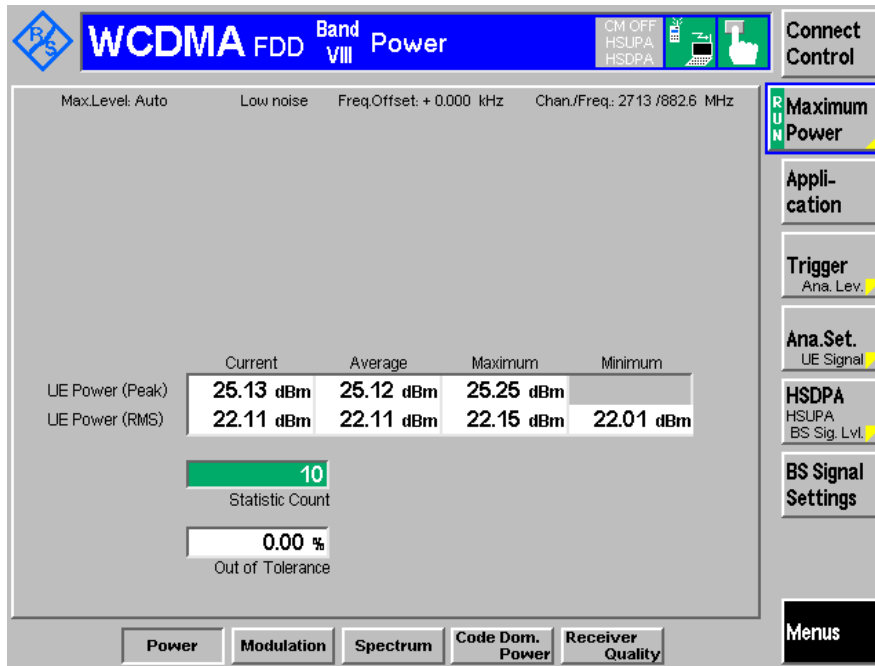 R&S WCDMA FDD Band VIII Power
CM OFF
HSUPA
HSDPA
Connect Control
Max.Level: Auto Low noise Freq.Offset: + 0.000 kHz Chan./Freq.: 2713 /882.6 MHz
RUN Maximum Power
Appli-
cation
Trigger
Ana. Lev.
Ana.Set.
UE Signal
Current Average Maximum Minimum
UE Power (Peak) 25.13 dBm 25.12 dBm 25.25 dBm
UE Power (RMS) 22.11 dBm 22.11 dBm 22.15 dBm 22.01 dBm
HSDPA
HSUPA
BS Sig. Lvl.
10
Statistic Count
BS Signal
Settings
0.00 %
Out of Tolerance
Power Modulation Spectrum Code Dom. Power Receiver Quality
Menus